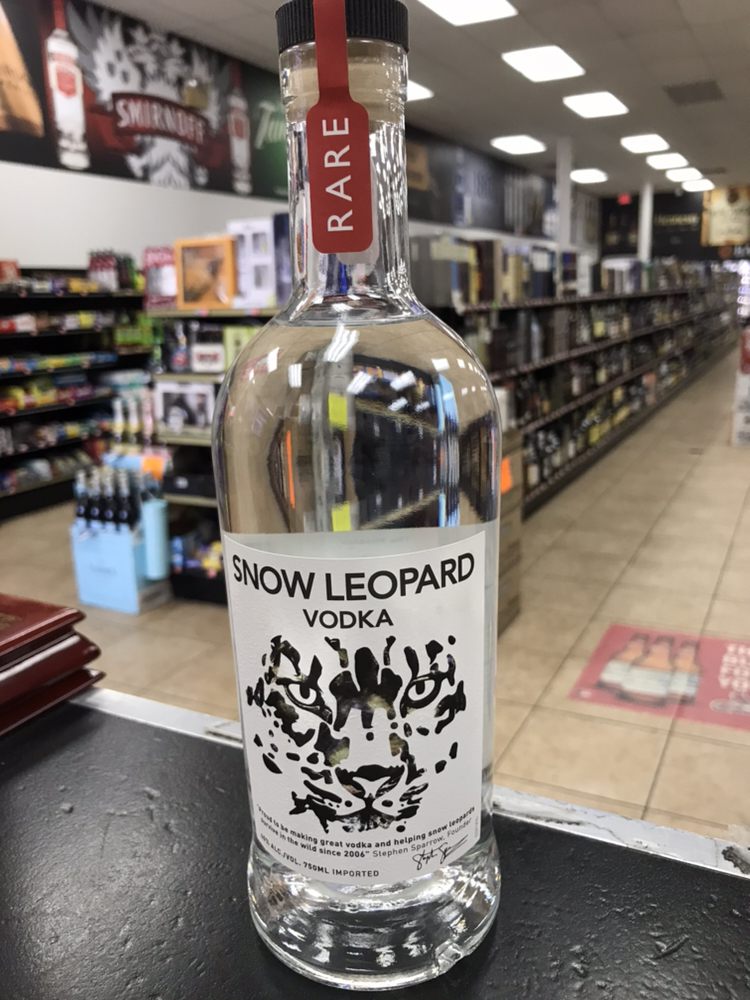 SMIRNOFF
RARE
SNOW LEOPARD
VODKA
"Proud to be making great vodka and helping snow leopards
survive in the wild since 2006" Stephen Sparrow, Founder
40% ALC./VOL. 750ML IMPORTED